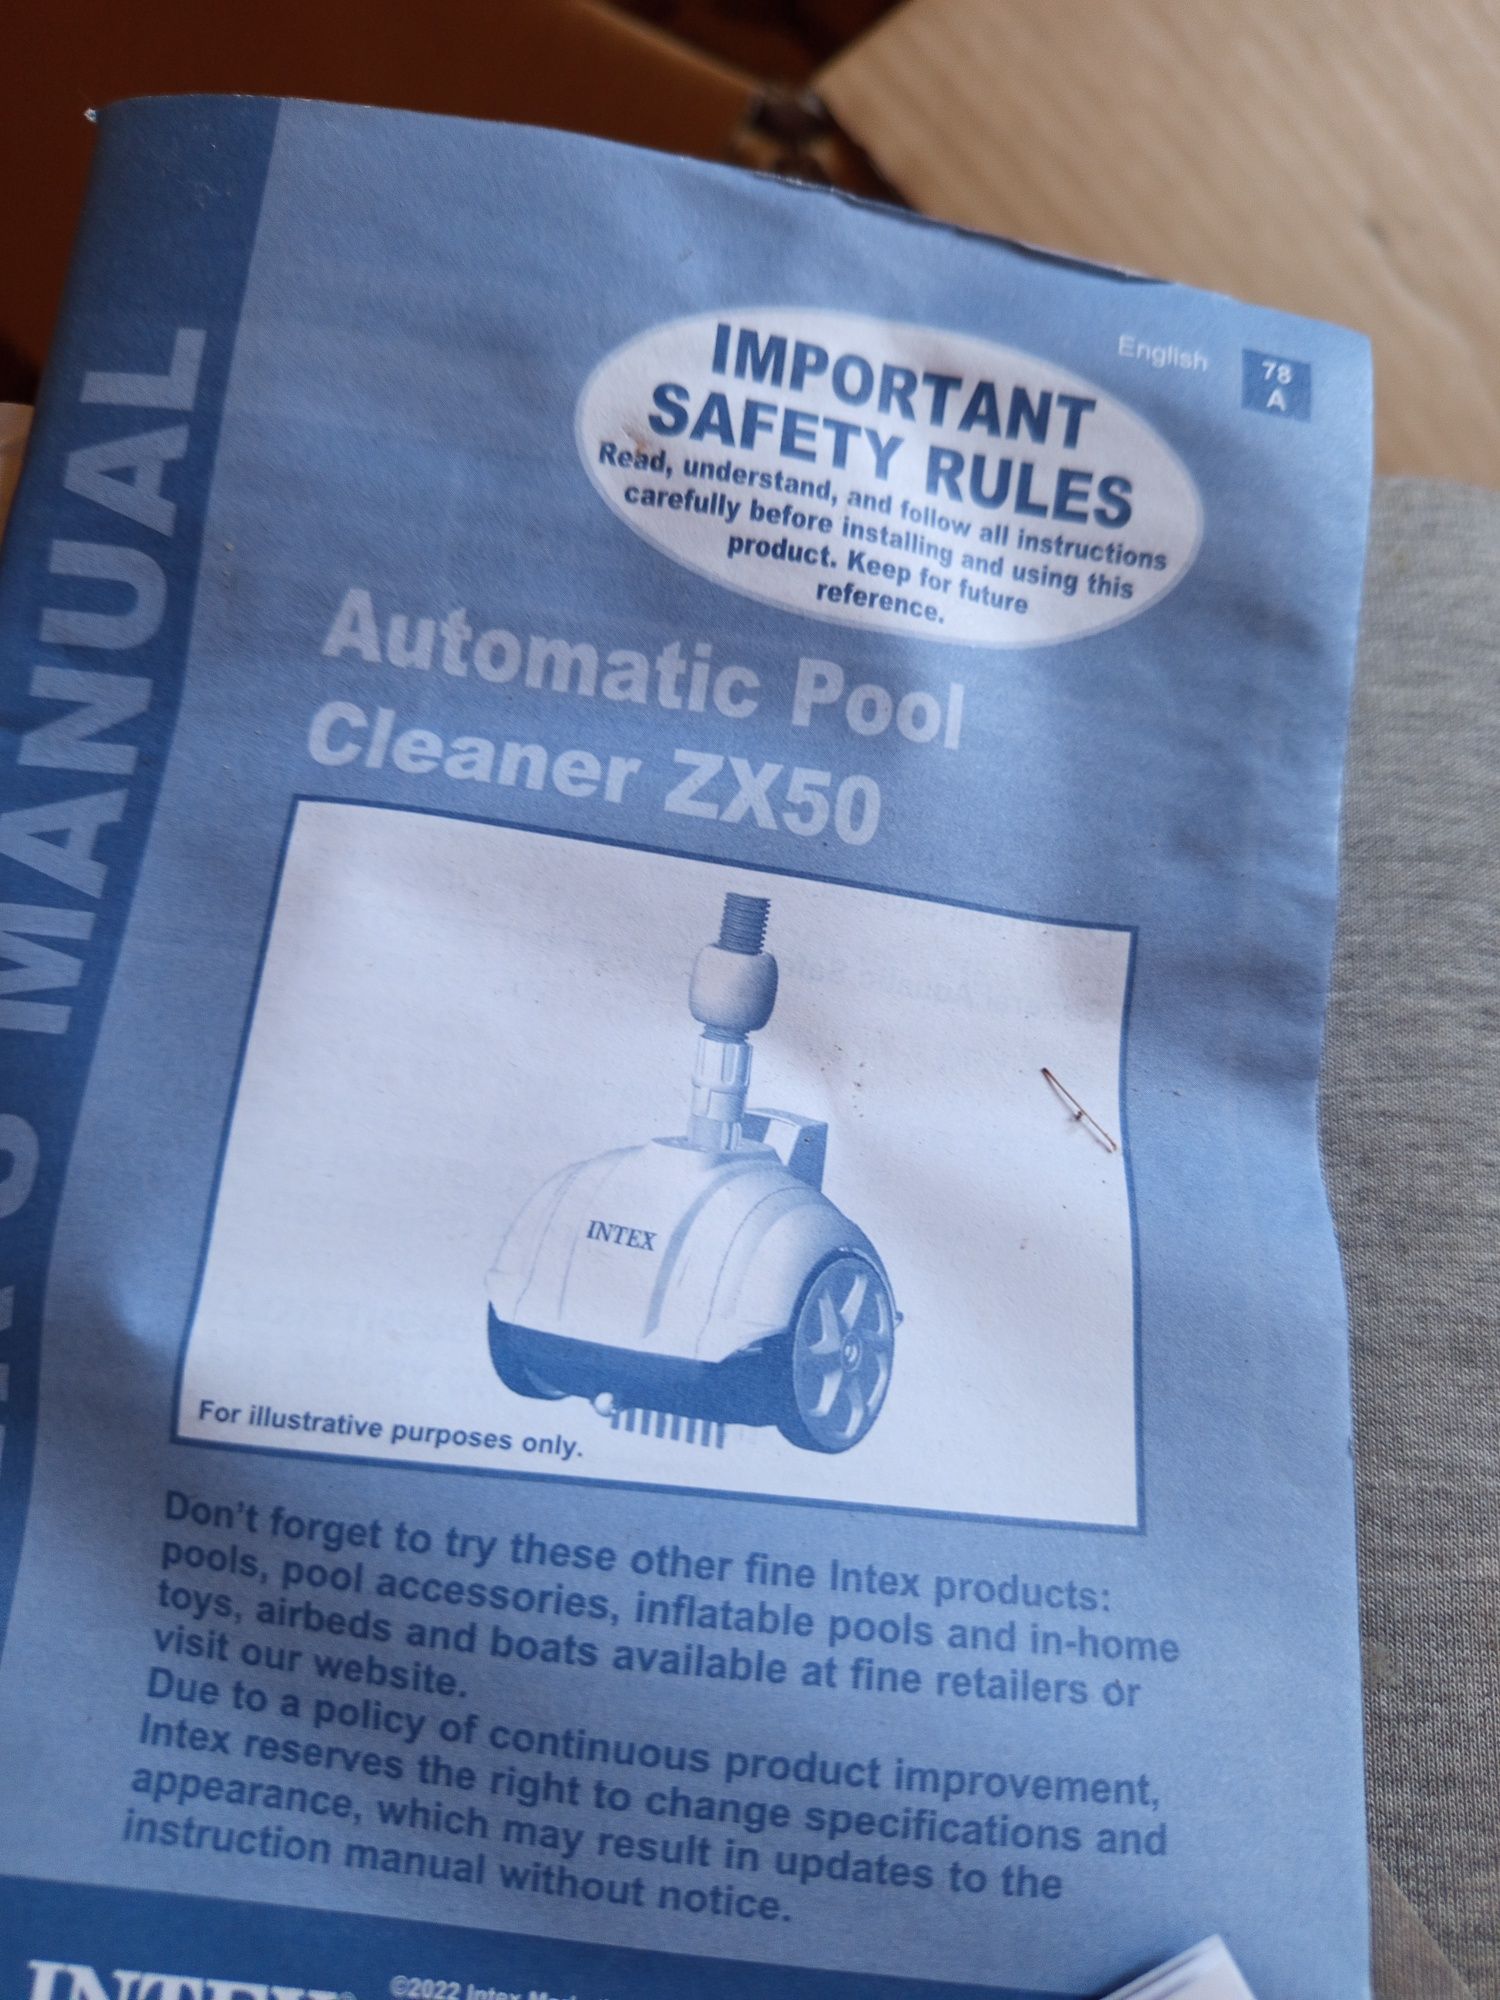 English
78
A
IMPORTANT
SAFETY RULES
Read, understand, and follow all instructions
carefully before installing and using this
product. Keep for future
reference.
MANUAL
Automatic Pool
Cleaner ZX50
INTEX
For illustrative purposes only.
Don't forget to try these other fine Intex products:
pools, pool accessories, inflatable pools and in-home
toys, airbeds and boats available at fine retailers or
visit our website.
Due to a policy of continuous product improvement,
Intex reserves the right to change specifications and
appearance, which may result in updates to the
instruction manual without notice.
INTEX
©2022 Intex